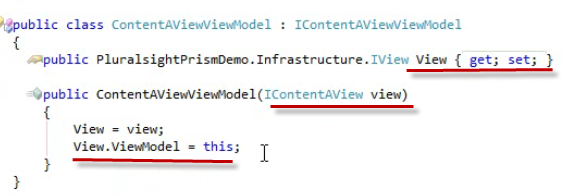 public class ContentAViewViewModel : IContentAViewViewModel
{
public PluralsightPrismDemo.Infrastructure.IView View { get; set; }
public ContentAViewViewModel(IContentAView view)
{
View = view;
View.ViewModel = this;
}
}